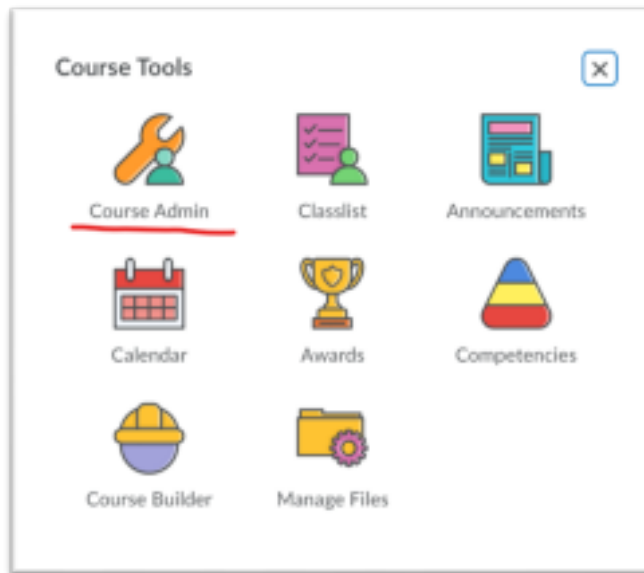 Course Tools
Course Admin
Classlist
Announcements
Calendar
Awards
Competencies
Course Builder
Manage Files